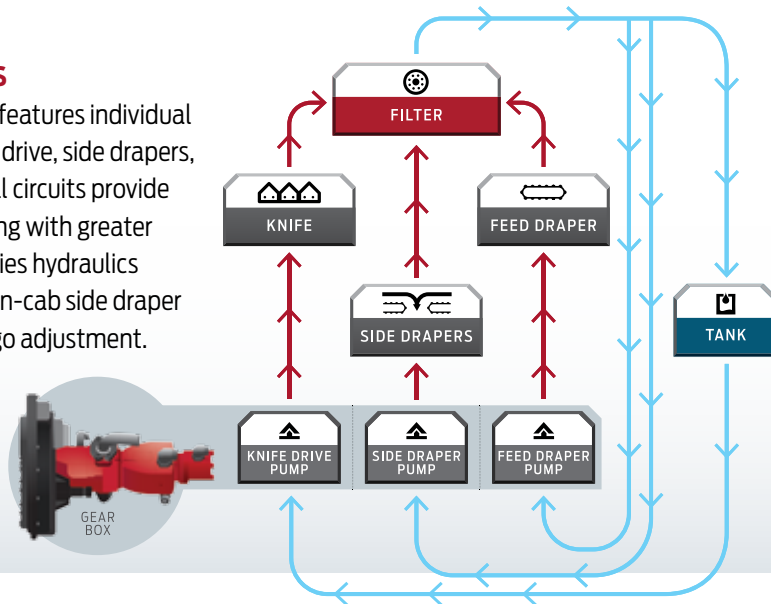 S
features individual
drive, side drapers,
l circuits provide
ng with greater
ies hydraulics
n-cab side draper
go adjustment.
FILTER
KNIFE
FEED DRAPER
SIDE DRAPERS
TANK
KNIFE DRIVE
PUMP
SIDE DRAPER
PUMP
FEED DRAPER
PUMP
GEAR
BOX